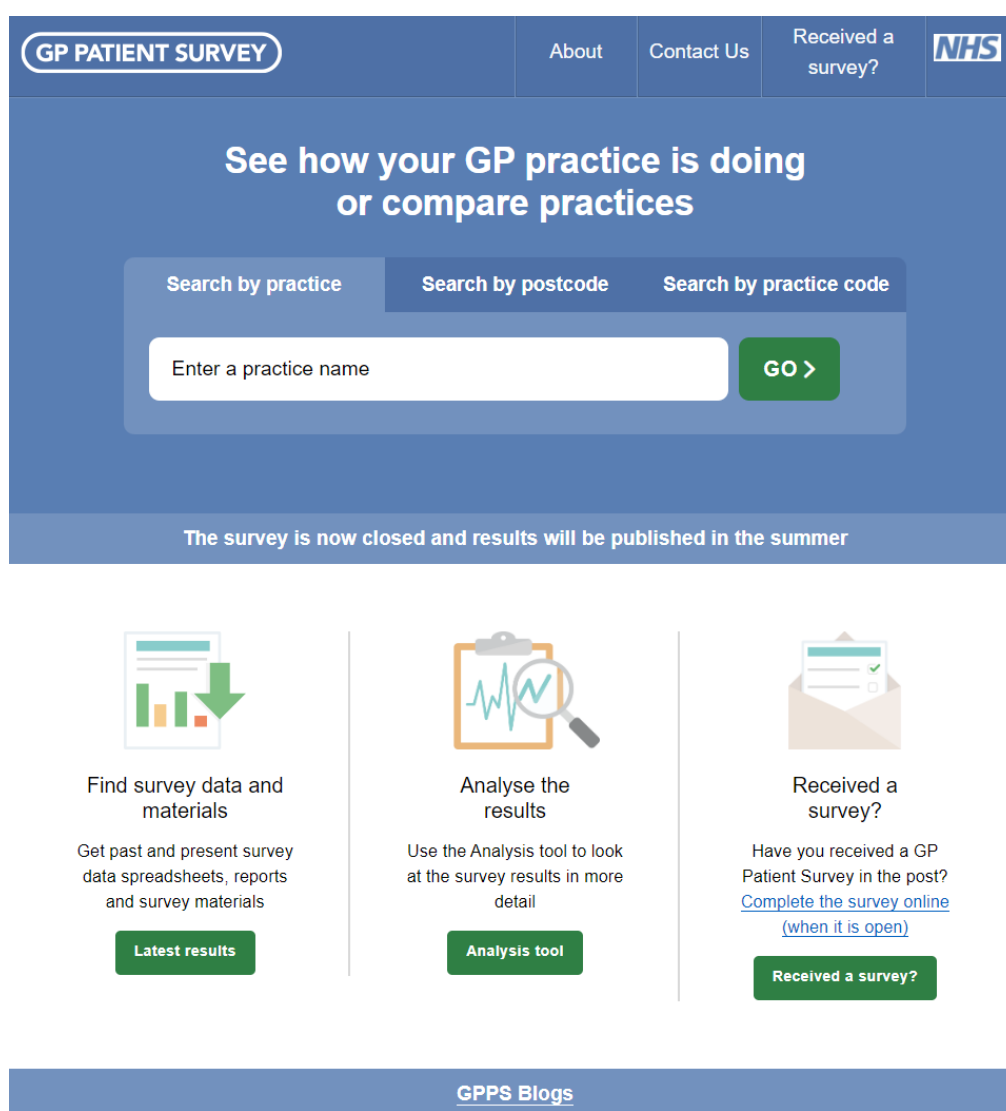 GP PATIENT SURVEY
About
Contact Us
Received a
survey?
NHS
See how your GP practice is doing
or compare practices
Search by practice
Search by postcode
Search by practice code
Enter a practice name
GO
The survey is now closed and results will be published in the summer
Find survey data and
materials
Get past and present survey
data spreadsheets, reports
and survey materials
Latest results
Analyse the
results
Use the Analysis tool to look
at the survey results in more
detail
Analysis tool
Received a
survey?
Have you received a GP
Patient Survey in the post?
Complete the survey online
(when it is open)
Received a survey?
GPPS Blogs